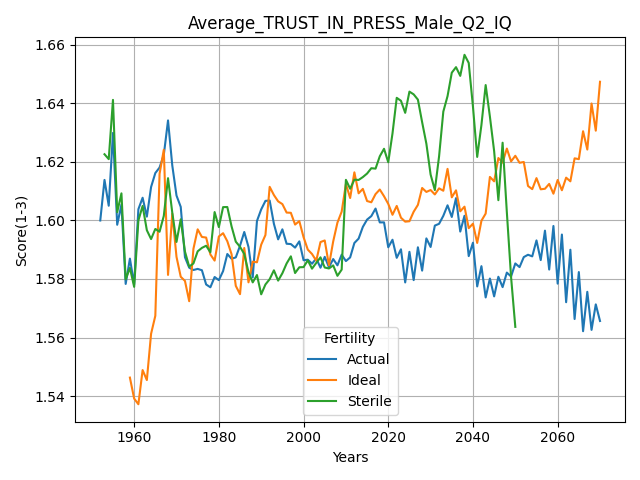 Average_TRUST_IN_PRESS_Male_Q2_IQ
Score(1-3)
1.66
1.64
1.62
1.60
1.58
1.56
1.54
Fertility
Actual
Ideal
Sterile
1960 1980 2000 2020 2040 2060
Years